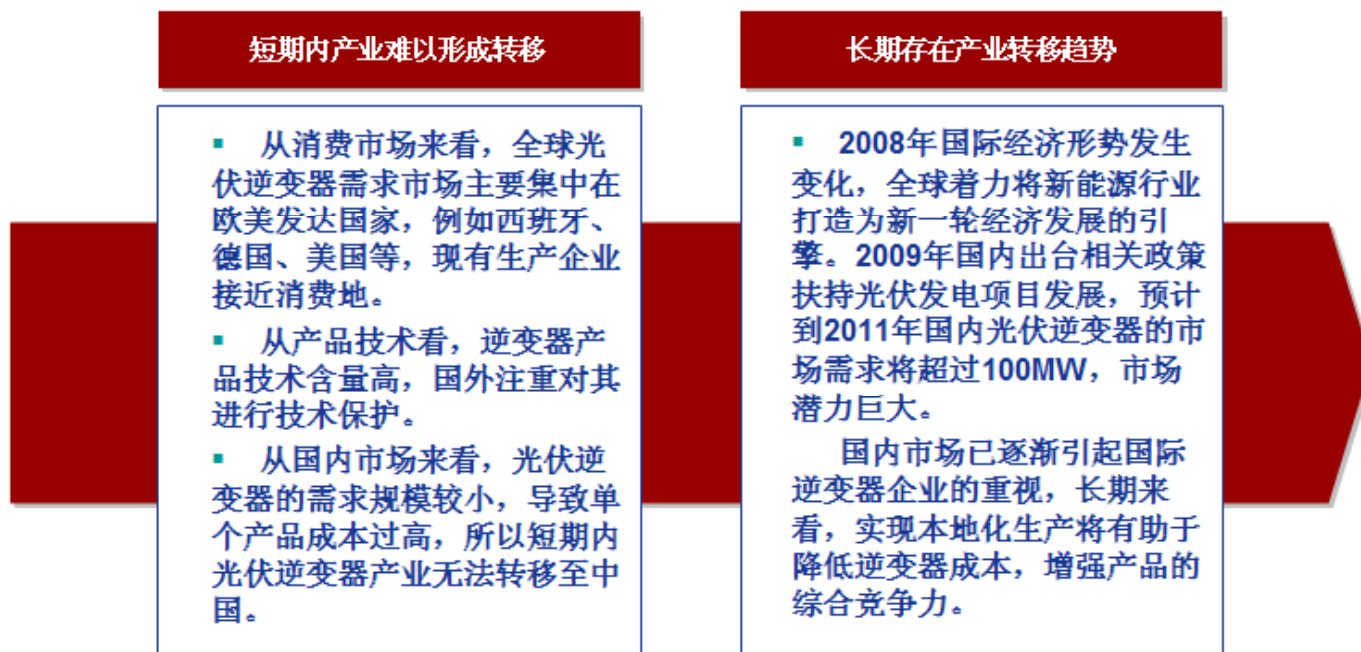 短期内产业难以形成转移
▪ 从消费市场来看，全球光
伏逆变器需求市场主要集中在
欧美发达国家，例如西班牙、
德国、美国等，现有生产企业
接近消费地。
▪ 从产品技术看，逆变器产
品技术含量高，国外注重对其
进行技术保护。
▪ 从国内市场来看，光伏逆
变器的需求规模较小，导致单
个产品成本过高，所以短期内
光伏逆变器产业无法转移至中
国。
长期存在产业转移趋势
▪ 2008年国际经济形势发生
变化，全球着力将新能源行业
打造为新一轮经济发展的引
擎。2009年国内出台相关政策
扶持光伏发电项目发展，预计
到2011年国内光伏逆变器的市
场需求将超过100MW，市场
潜力巨大。
国内市场已逐渐引起国际
逆变器企业的重视，长期来
看，实现本地化生产将有助于
降低逆变器成本，增强产品的
综合竞争力。